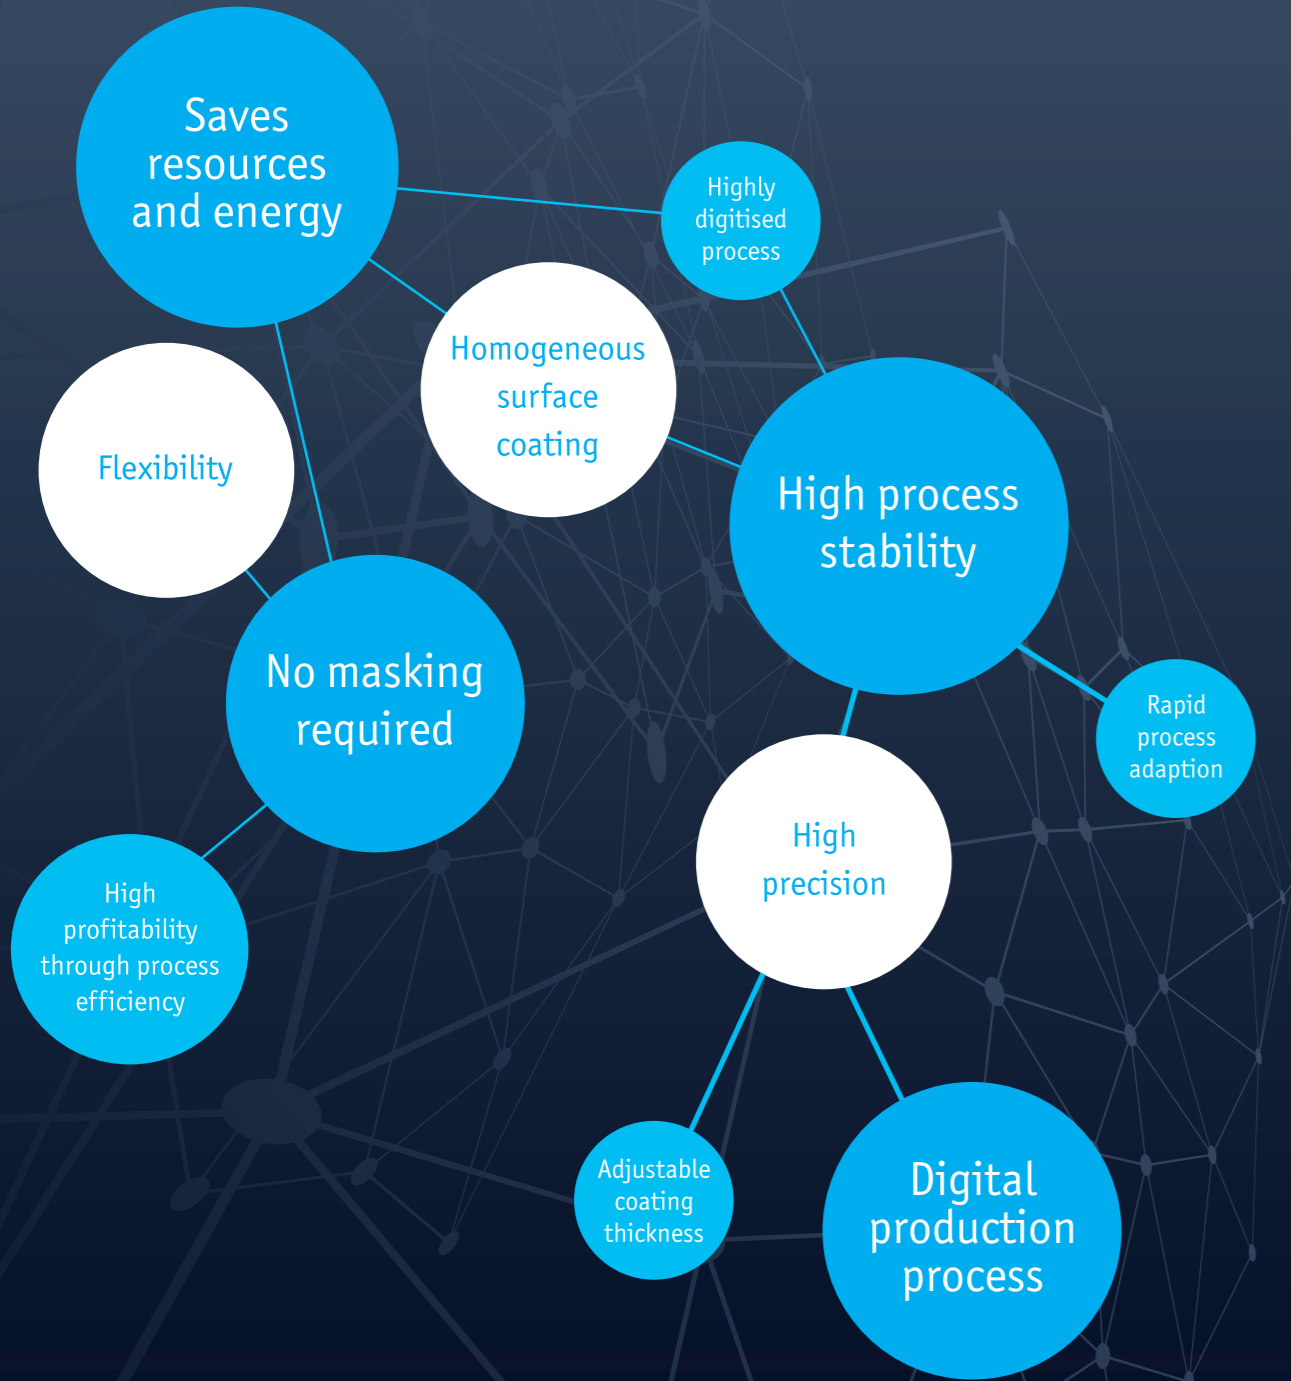 Saves
resources
and energy
Highly
digitised
process
Homogeneous
surface
coating
Flexibility
High process
stability
No masking
required
Rapid
process
adaption
High
precision
High
profitability
through process
efficiency
Adjustable
coating
thickness
Digital
production
process